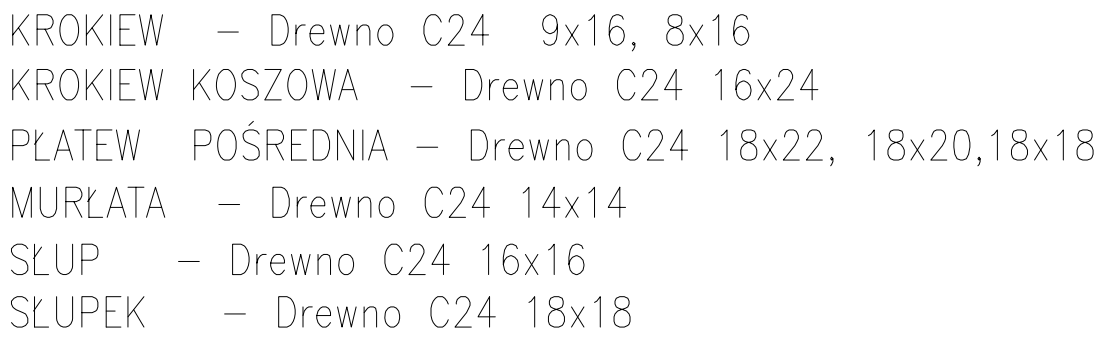 KROKIEW – Drewno C24 9x16, 8x16
KROKIEW KOSZOWA – Drewno C24 16x24
PŁATEW POŚREDNIA – Drewno C24 18x22, 18x20,18x18
MURŁATA – Drewno C24 14x14
SŁUP – Drewno C24 16x16
SŁUPEK – Drewno C24 18x18